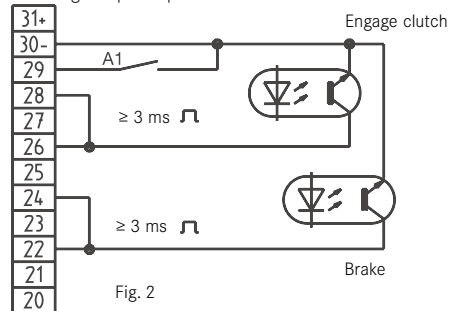 31+
Engage clutch
30-
A1
29
28
≥ 3 ms
27
26
25
24
23
≥ 3 ms
22
21
Brake
20
Fig. 2